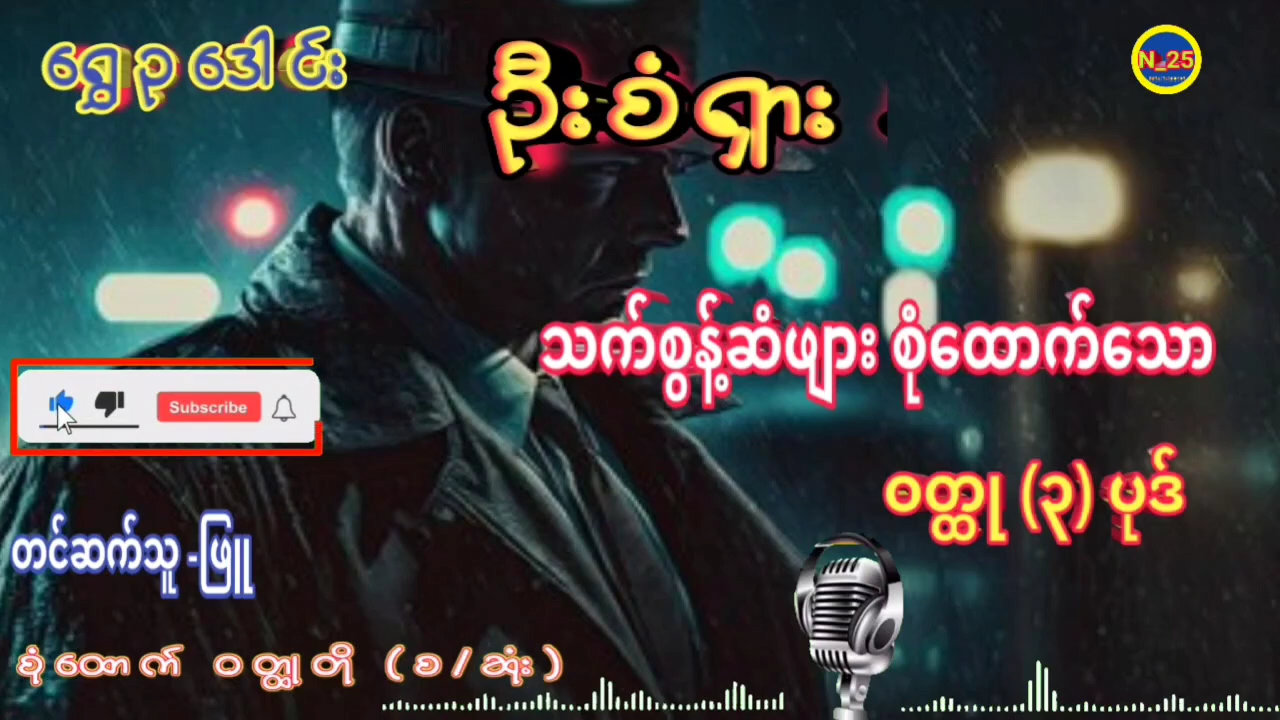 ရွှေဥဒေါင်း
ဦးစံရှား
N_25
သက်စွန့်ဆံဖျား စုံထောက်သော
Subscribe
ဝတ္ထု (၃) ပုဒ်
တင်ဆက်သူ - ဖြူ
စုံထောက် ဝတ္ထုတို (စ/ဆုံး)